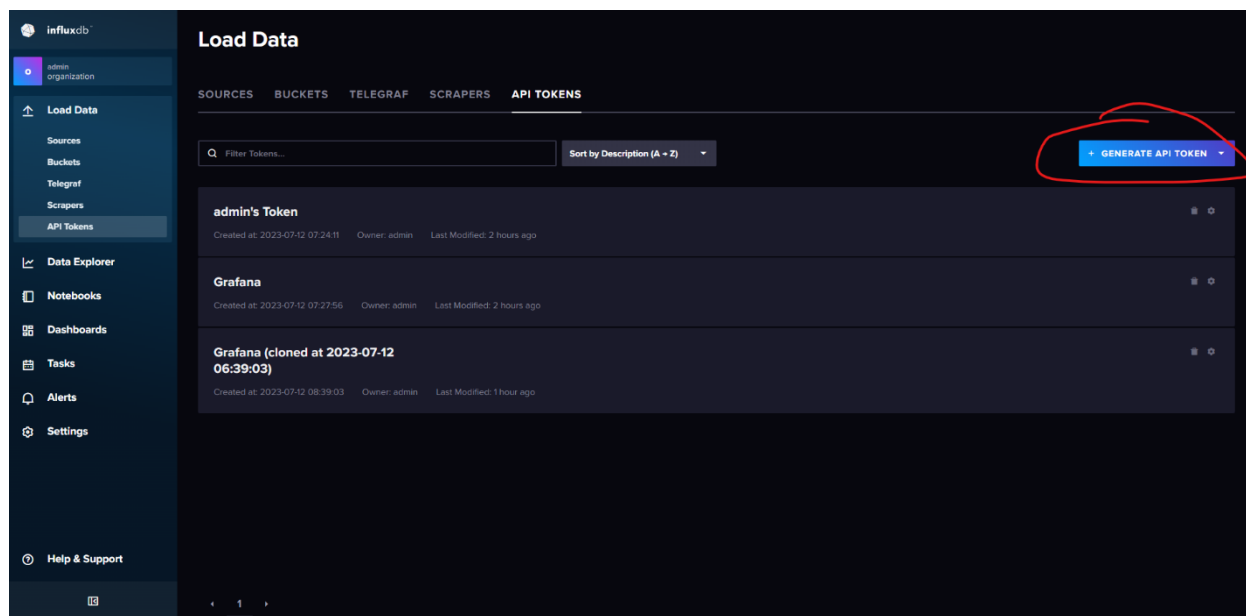 influxdb™
admin
organization
Load Data
Sources
Buckets
Telegraf
Scrapers
API Tokens
Data Explorer
Notebooks
Dashboards
Tasks
Alerts
Settings
Help & Support
Load Data
SOURCES BUCKETS TELEGRAF SCRAPERS API TOKENS
Filter Tokens... Sort by Description (A → Z) + GENERATE API TOKEN
admin's Token
Created at: 2023-07-12 07:24:11 Owner: admin Last Modified: 2 hours ago
Grafana
Created at: 2023-07-12 07:27:56 Owner: admin Last Modified: 2 hours ago
Grafana (cloned at 2023-07-12
06:39:03)
Created at: 2023-07-12 08:39:03 Owner: admin Last Modified: 1 hour ago
1